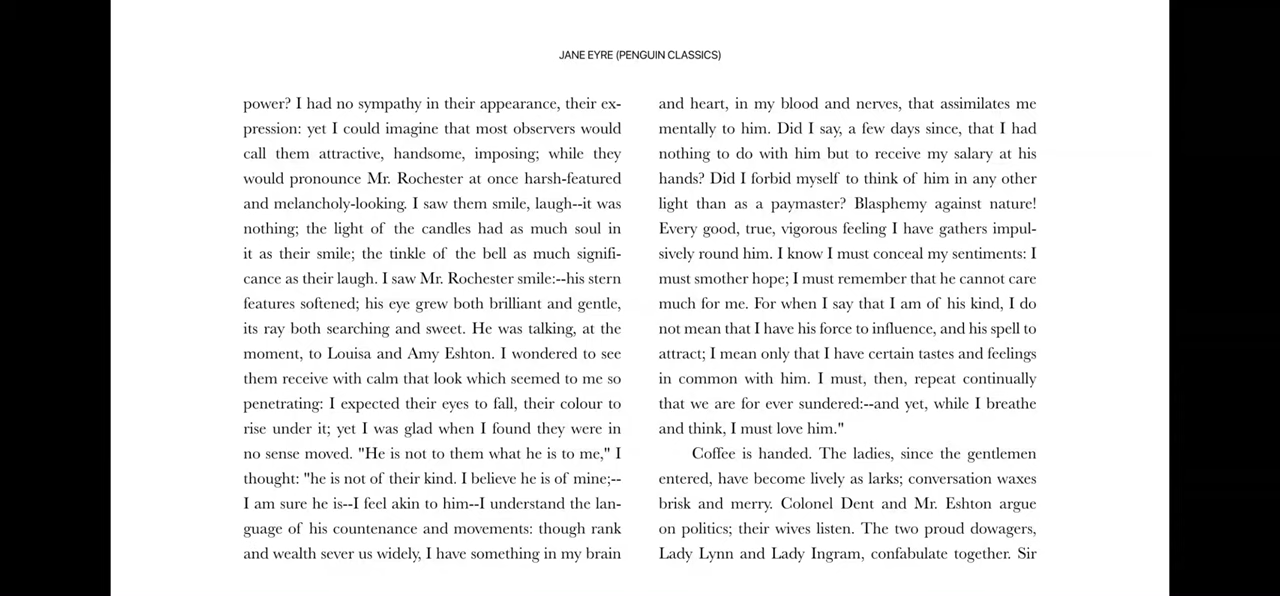 JANE EYRE (PENGUIN CLASSICS)
power? I had no sympathy in their appearance, their ex-
pression: yet I could imagine that most observers would
call them attractive, handsome, imposing; while they
would pronounce Mr. Rochester at once harsh-featured
and melancholy-looking. I saw them smile, laugh--it was
nothing; the light of the candles had as much soul in
it as their smile; the tinkle of the bell as much signifi-
cance as their laugh. I saw Mr. Rochester smile:--his stern
features softened; his eye grew both brilliant and gentle,
its ray both searching and sweet. He was talking, at the
moment, to Louisa and Amy Eshton. I wondered to see
them receive with calm that look which seemed to me so
penetrating: I expected their eyes to fall, their colour to
rise under it; yet I was glad when I found they were in
no sense moved. "He is not to them what he is to me," I
thought: "he is not of their kind. I believe he is of mine;--
I am sure he is--I feel akin to him--I understand the lan-
guage of his countenance and movements: though rank
and wealth sever us widely, I have something in my brain
and heart, in my blood and nerves, that assimilates me
mentally to him. Did I say, a few days since, that I had
nothing to do with him but to receive my salary at his
hands? Did I forbid myself to think of him in any other
light than as a paymaster? Blasphemy against nature!
Every good, true, vigorous feeling I have gathers impul-
sively round him. I know I must conceal my sentiments: I
must smother hope; I must remember that he cannot care
much for me. For when I say that I am of his kind, I do
not mean that I have his force to influence, and his spell to
attract; I mean only that I have certain tastes and feelings
in common with him. I must, then, repeat continually
that we are for ever sundered:--and yet, while I breathe
and think, I must love him."
Coffee is handed. The ladies, since the gentlemen
entered, have become lively as larks; conversation waxes
brisk and merry. Colonel Dent and Mr. Eshton argue
on politics; their wives listen. The two proud dowagers,
Lady Lynn and Lady Ingram, confabulate together. Sir